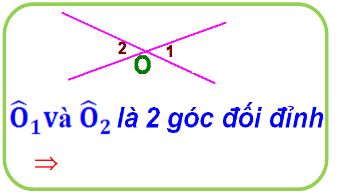 2 1
O
Ô₁ và Ô₂ là 2 góc đối đỉnh
⇒